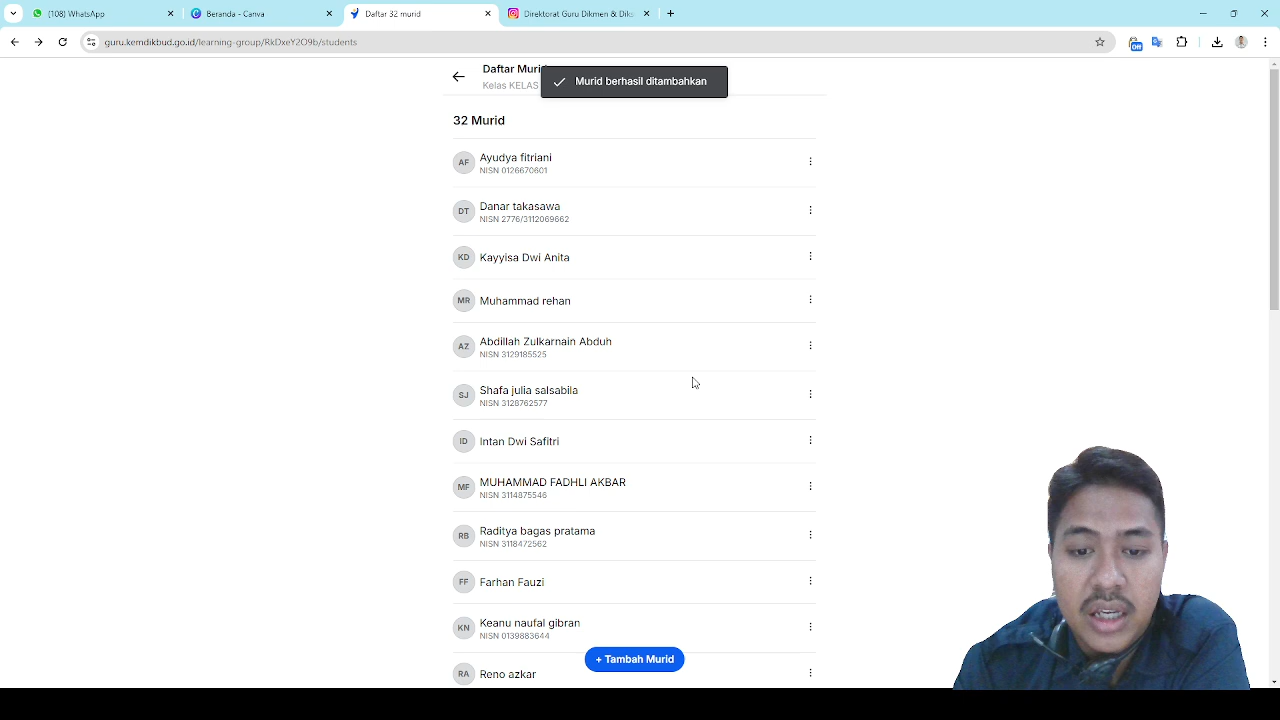 (108) WhatsApp
Beranda - Canva
Daftar 32 murid
Direktorat Guru Dikmen & Diks
guru.kemdikbud.go.id/learning-group/RkDxeY2O9b/students
Off
Daftar Muri
Kelas KELAS
Murid berhasil ditambahkan
32 Murid
AF
Ayudya fitriani
NISN 0126670601
DT
Danar takasawa
NISN 2776/3112069662
KD
Kayyisa Dwi Anita
MR
Muhammad rehan
AZ
Abdillah Zulkarnain Abduh
NISN 3129185525
SJ
Shafa julia salsabila
NISN 3128762577
ID
Intan Dwi Safitri
MF
MUHAMMAD FADHLI AKBAR
NISN 3114875546
RB
Raditya bagas pratama
NISN 3118472562
FF
Farhan Fauzi
KN
Keanu naufal gibran
NISN 0139883644
RA
Reno azkar
+ Tambah Murid